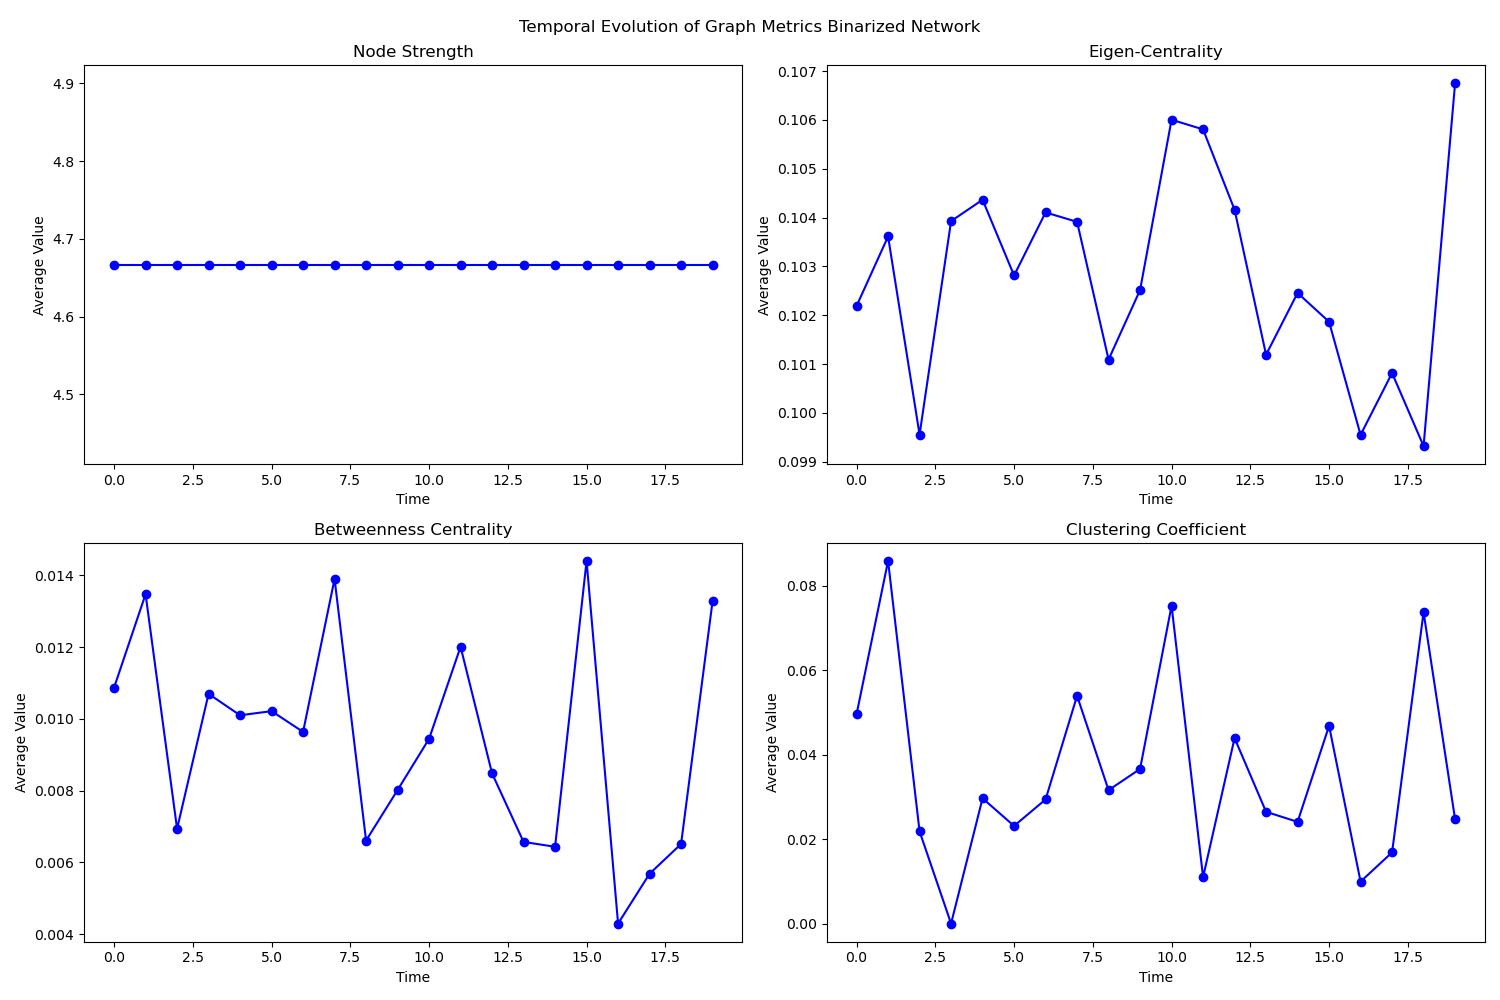 Temporal Evolution of Graph Metrics Binarized Network
Node Strength
4.9
4.8
4.7
4.6
4.5
Average Value
0.0 2.5 5.0 7.5 10.0 12.5 15.0 17.5
Time
Eigen-Centrality
0.107
0.106
0.105
0.104
0.103
0.102
0.101
0.100
0.099
Average Value
0.0 2.5 5.0 7.5 10.0 12.5 15.0 17.5
Time
Betweenness Centrality
0.014
0.012
0.010
0.008
0.006
0.004
Average Value
0.0 2.5 5.0 7.5 10.0 12.5 15.0 17.5
Time
Clustering Coefficient
0.08
0.06
0.04
0.02
0.00
Average Value
0.0 2.5 5.0 7.5 10.0 12.5 15.0 17.5
Time